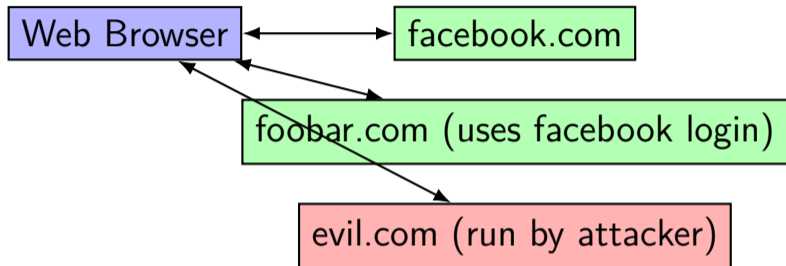 Web Browser
facebook.com
foobar.com (uses facebook login)
evil.com (run by attacker)